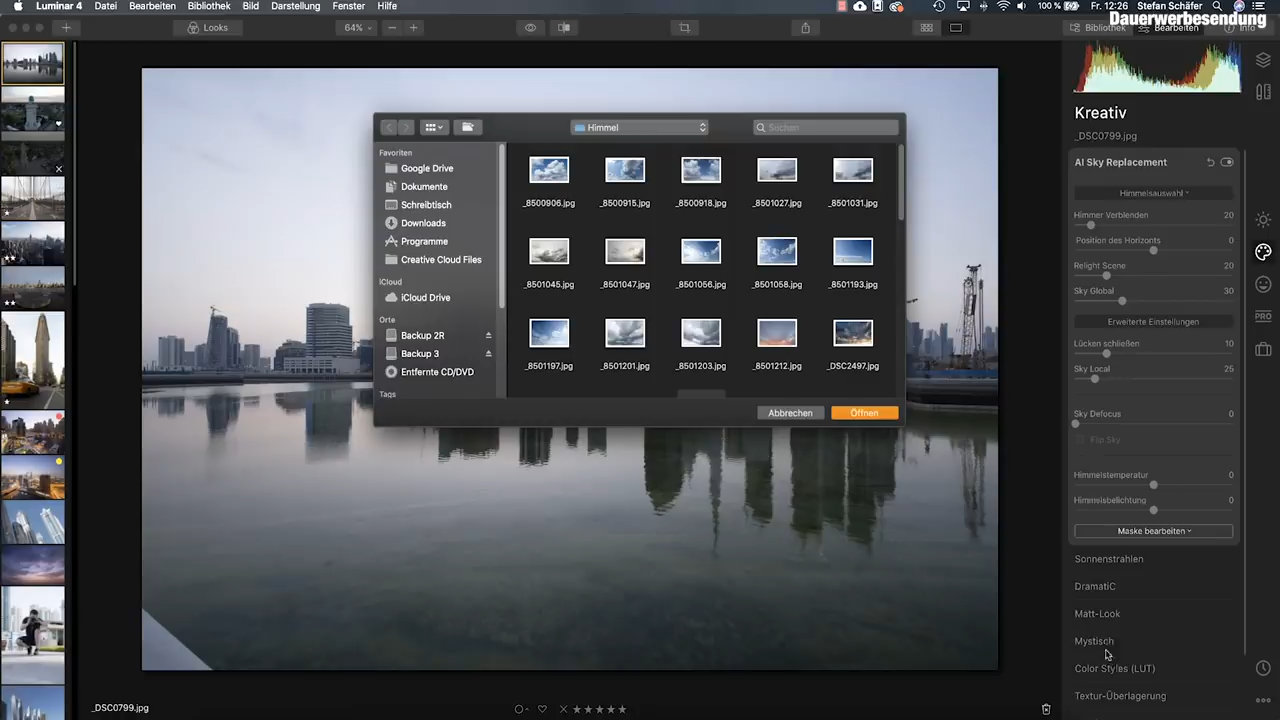 Luminar 4 Datei Bearbeiten Bibliothek Bild Darstellung Fenster Hilfe 100 % Fr. 12:26 Stefan Schäfer
Dauerwerbesendung
Looks 64% Bibliothek Bearbeiten Info
Kreativ
_DSC0799.jpg
AI Sky Replacement
Himmelsauswahl
Himmer Verblenden 20
Position des Horizonts 0
Relight Scene 20
Sky Global 30
Erweiterte Einstellungen
Lücken schließen 10
Sky Local 25
Sky Defocus 0
Flip Sky
Himmelstemperatur 0
Himmelsbelichtung 0
Maske bearbeiten
Sonnenstrahlen
DramatiC
Matt-Look
Mystisch
Color Styles (LUT)
Textur-Überlagerung
PRO
Himmel
Suchen
Favoriten
Google Drive
Dokumente
Schreibtisch
Downloads
Programme
Creative Cloud Files
iCloud
iCloud Drive
Orte
Backup 2R
Backup 3
Entfernte CD/DVD
Tags
_8500906.jpg _8500915.jpg _8500918.jpg _8501027.jpg _8501031.jpg
_8501045.jpg _8501047.jpg _8501056.jpg _8501058.jpg _8501193.jpg
_8501197.jpg _8501201.jpg _8501203.jpg _8501212.jpg _DSC2497.jpg
Abbrechen Öffnen
_DSC0799.jpg